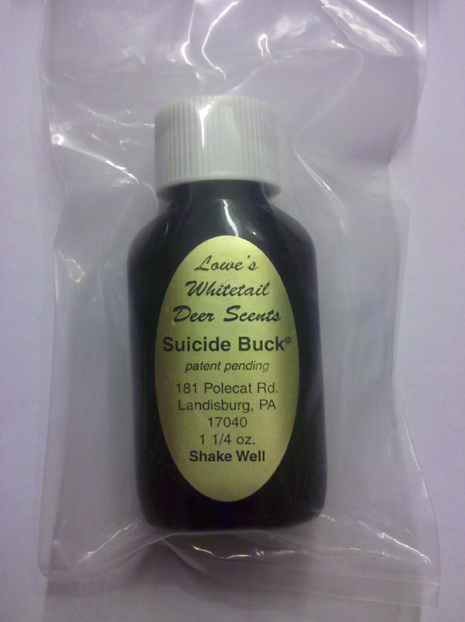 Lowe's
Whitetail
Deer Scents
Suicide Buck®
patent pending
181 Polecat Rd.
Landisburg, PA
17040
1 1/4 oz.
Shake Well